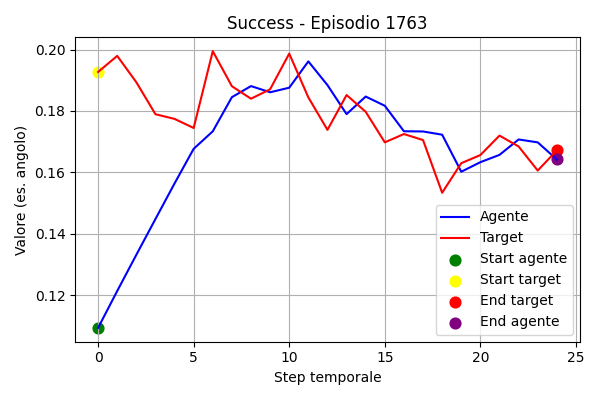 Success - Episodio 1763
Valore (es. angolo)
0.20
0.18
0.16
0.14
0.12
0
5
10
15
20
25
Step temporale
Agente
Target
Start agente
Start target
End target
End agente